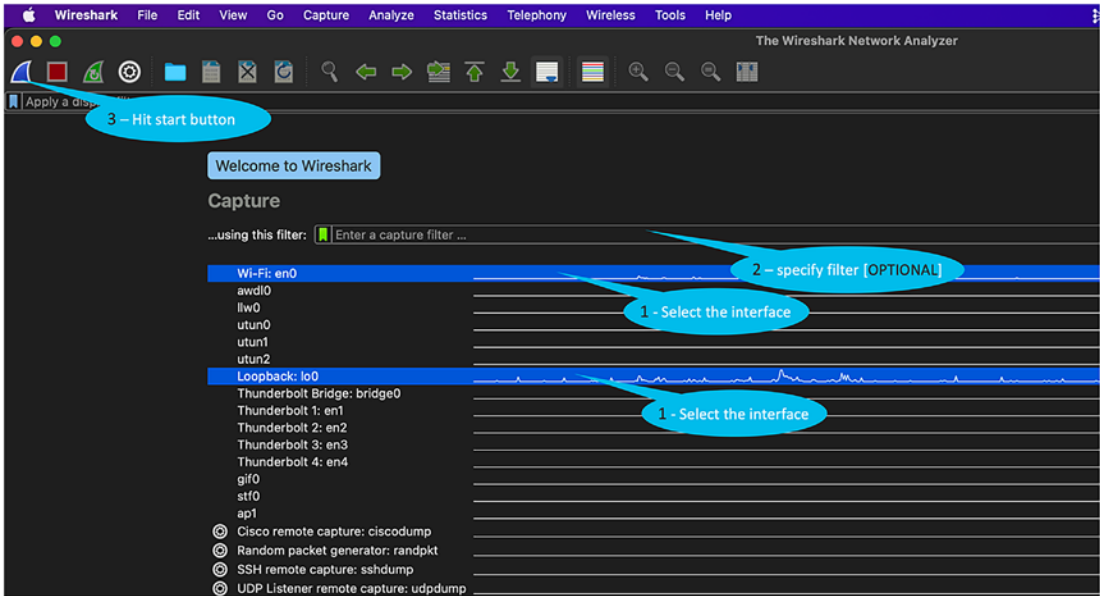 Wireshark File Edit View Go Capture Analyze Statistics Telephony Wireless Tools Help
The Wireshark Network Analyzer
Apply a
3 – Hit start button
Welcome to Wireshark
Capture
...using this filter: Enter a capture filter ...
2 – specify filter [OPTIONAL]
Wi-Fi: en0
awdl0
1 - Select the interface
llw0
utun0
utun1
utun2
Loopback: lo0
Thunderbolt Bridge: bridge0
1 - Select the interface
Thunderbolt 1: en1
Thunderbolt 2: en2
Thunderbolt 3: en3
Thunderbolt 4: en4
gif0
stf0
ap1
Cisco remote capture: ciscodump
Random packet generator: randpkt
SSH remote capture: sshdump
UDP Listener remote capture: udpdump